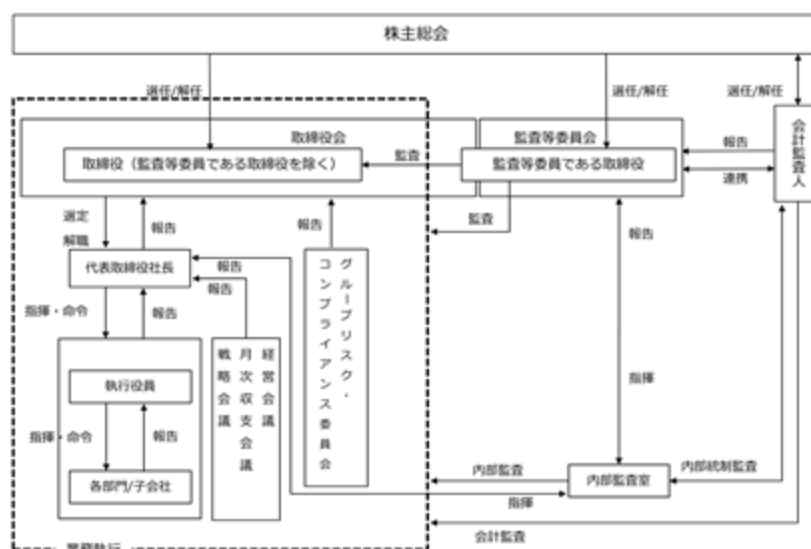 株主総会
選任/解任
選任/解任
選任/解任
取締役会
監査等委員会
会計監査人
取締役（監査等委員である取締役を除く）
監査
監査等委員である取締役
報告
連携
選定
解職
報告
報告
監査
報告
代表取締役社長
報告
報告
グループリスク・
コンプライアンス委員会
指揮・命令
報告
経営会議
月次収支会議
戦略会議
執行役員
指揮
指揮・命令
報告
各部門/子会社
内部監査
内部監査室
内部統制監査
指揮
会計監査
業務執行